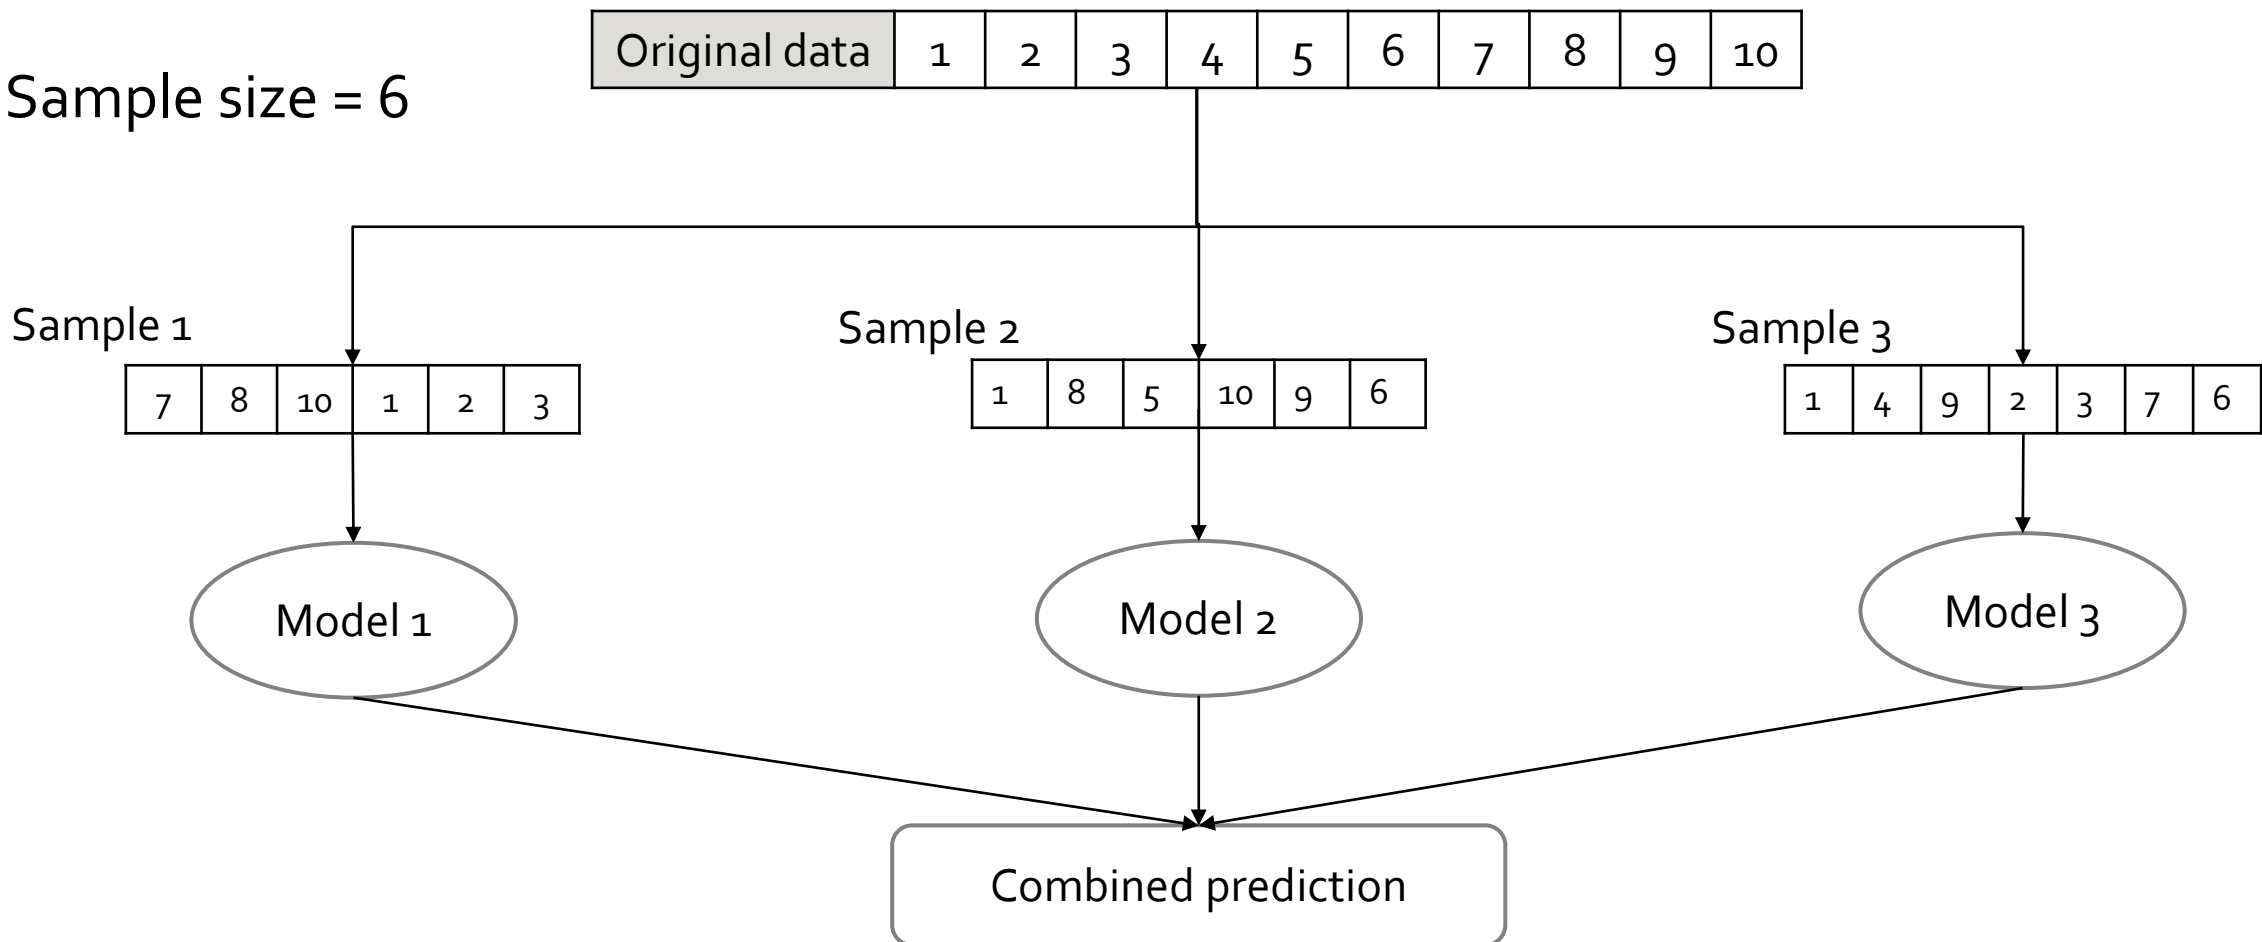 Original data 1 2 3 4 5 6 7 8 9 10
Sample size = 6
Sample 1
Sample 2
Sample 3
7 8 10 1 2 3
1 8 5 10 9 6
1 4 9 2 3 7 6
Model 1
Model 2
Model 3
Combined prediction